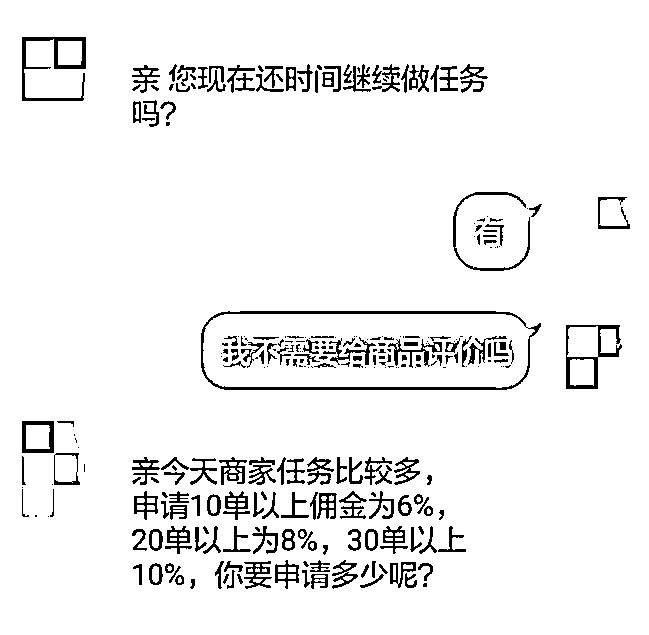 亲 您现在还时间继续做任务
吗？
有
我不需要给商品评价吗
亲今天商家任务比较多，
申请10单以上佣金为6%，
20单以上为8%，30单以上
10%，你要申请多少呢？